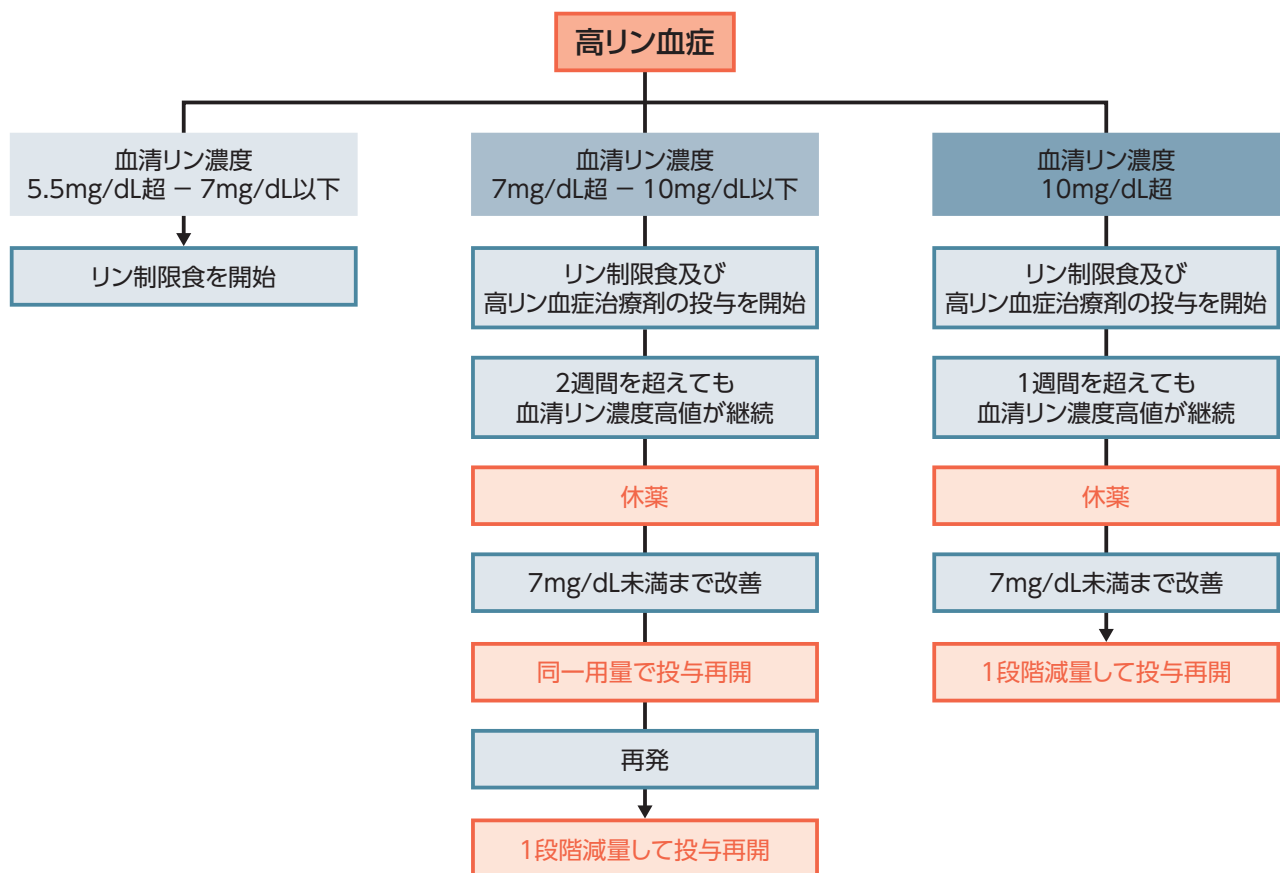 高リン血症
血清リン濃度
5.5mg/dL超 － 7mg/dL以下
リン制限食を開始
血清リン濃度
7mg/dL超 － 10mg/dL以下
リン制限食及び
高リン血症治療剤の投与を開始
2週間を超えても
血清リン濃度高値が継続
休薬
7mg/dL未満まで改善
同一用量で投与再開
再発
1段階減量して投与再開
血清リン濃度
10mg/dL超
リン制限食及び
高リン血症治療剤の投与を開始
1週間を超えても
血清リン濃度高値が継続
休薬
7mg/dL未満まで改善
1段階減量して投与再開